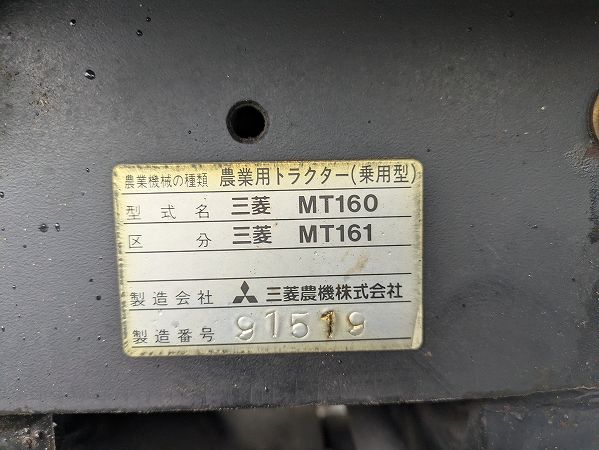 農業機械の種類 農業用トラクター(乗用型)
型式名 三菱 MT160
区分 三菱 MT161
製造会社 三菱農機株式会社
製造番号 91519